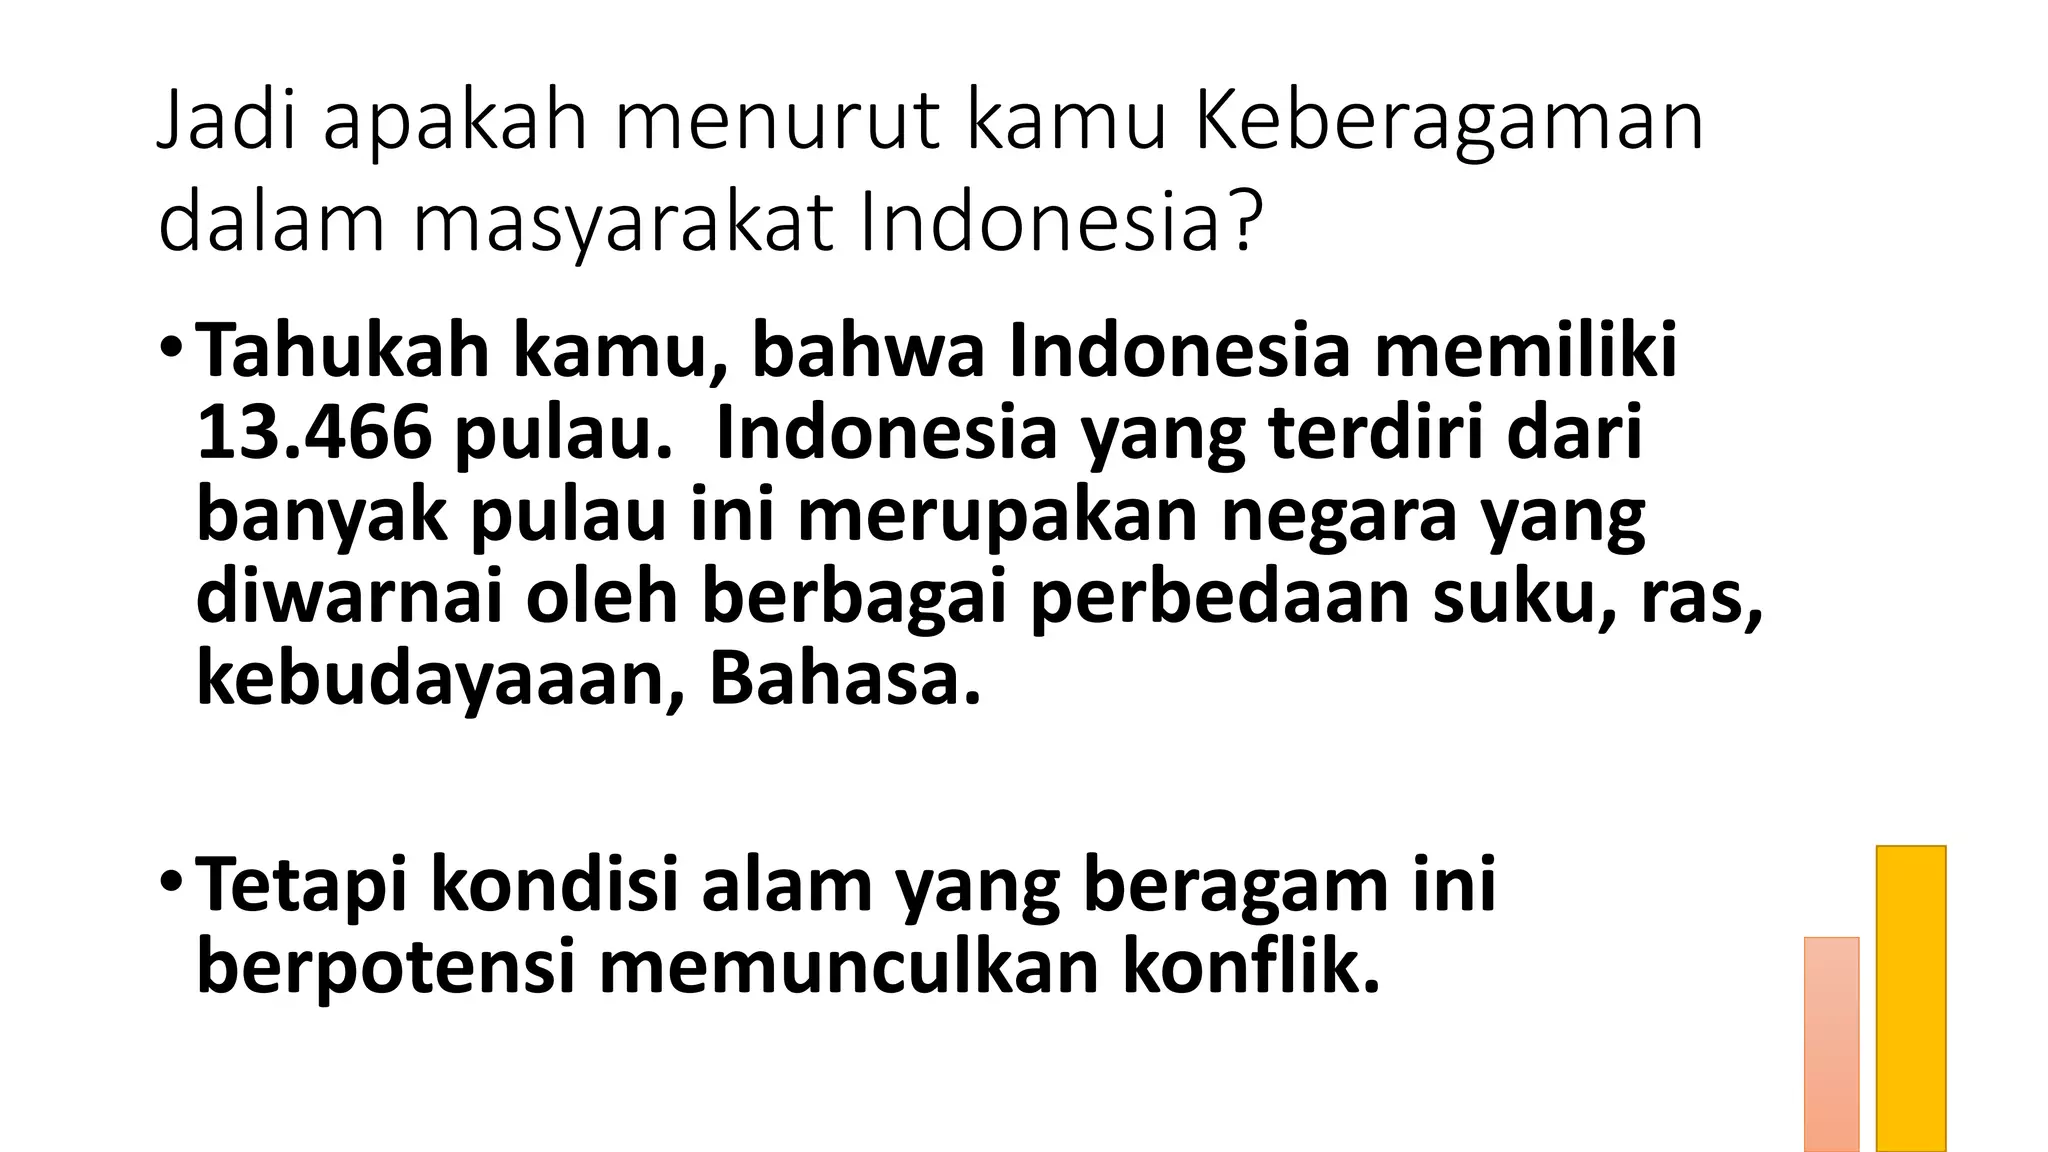 Jadi apakah menurut kamu Keberagaman
dalam masyarakat Indonesia?
•Tahukah kamu, bahwa Indonesia memiliki
13.466 pulau.  Indonesia yang terdiri dari
banyak pulau ini merupakan negara yang
diwarnai oleh berbagai perbedaan suku, ras,
kebudayaaan, Bahasa.
•Tetapi kondisi alam yang beragam ini
berpotensi memunculkan konflik.